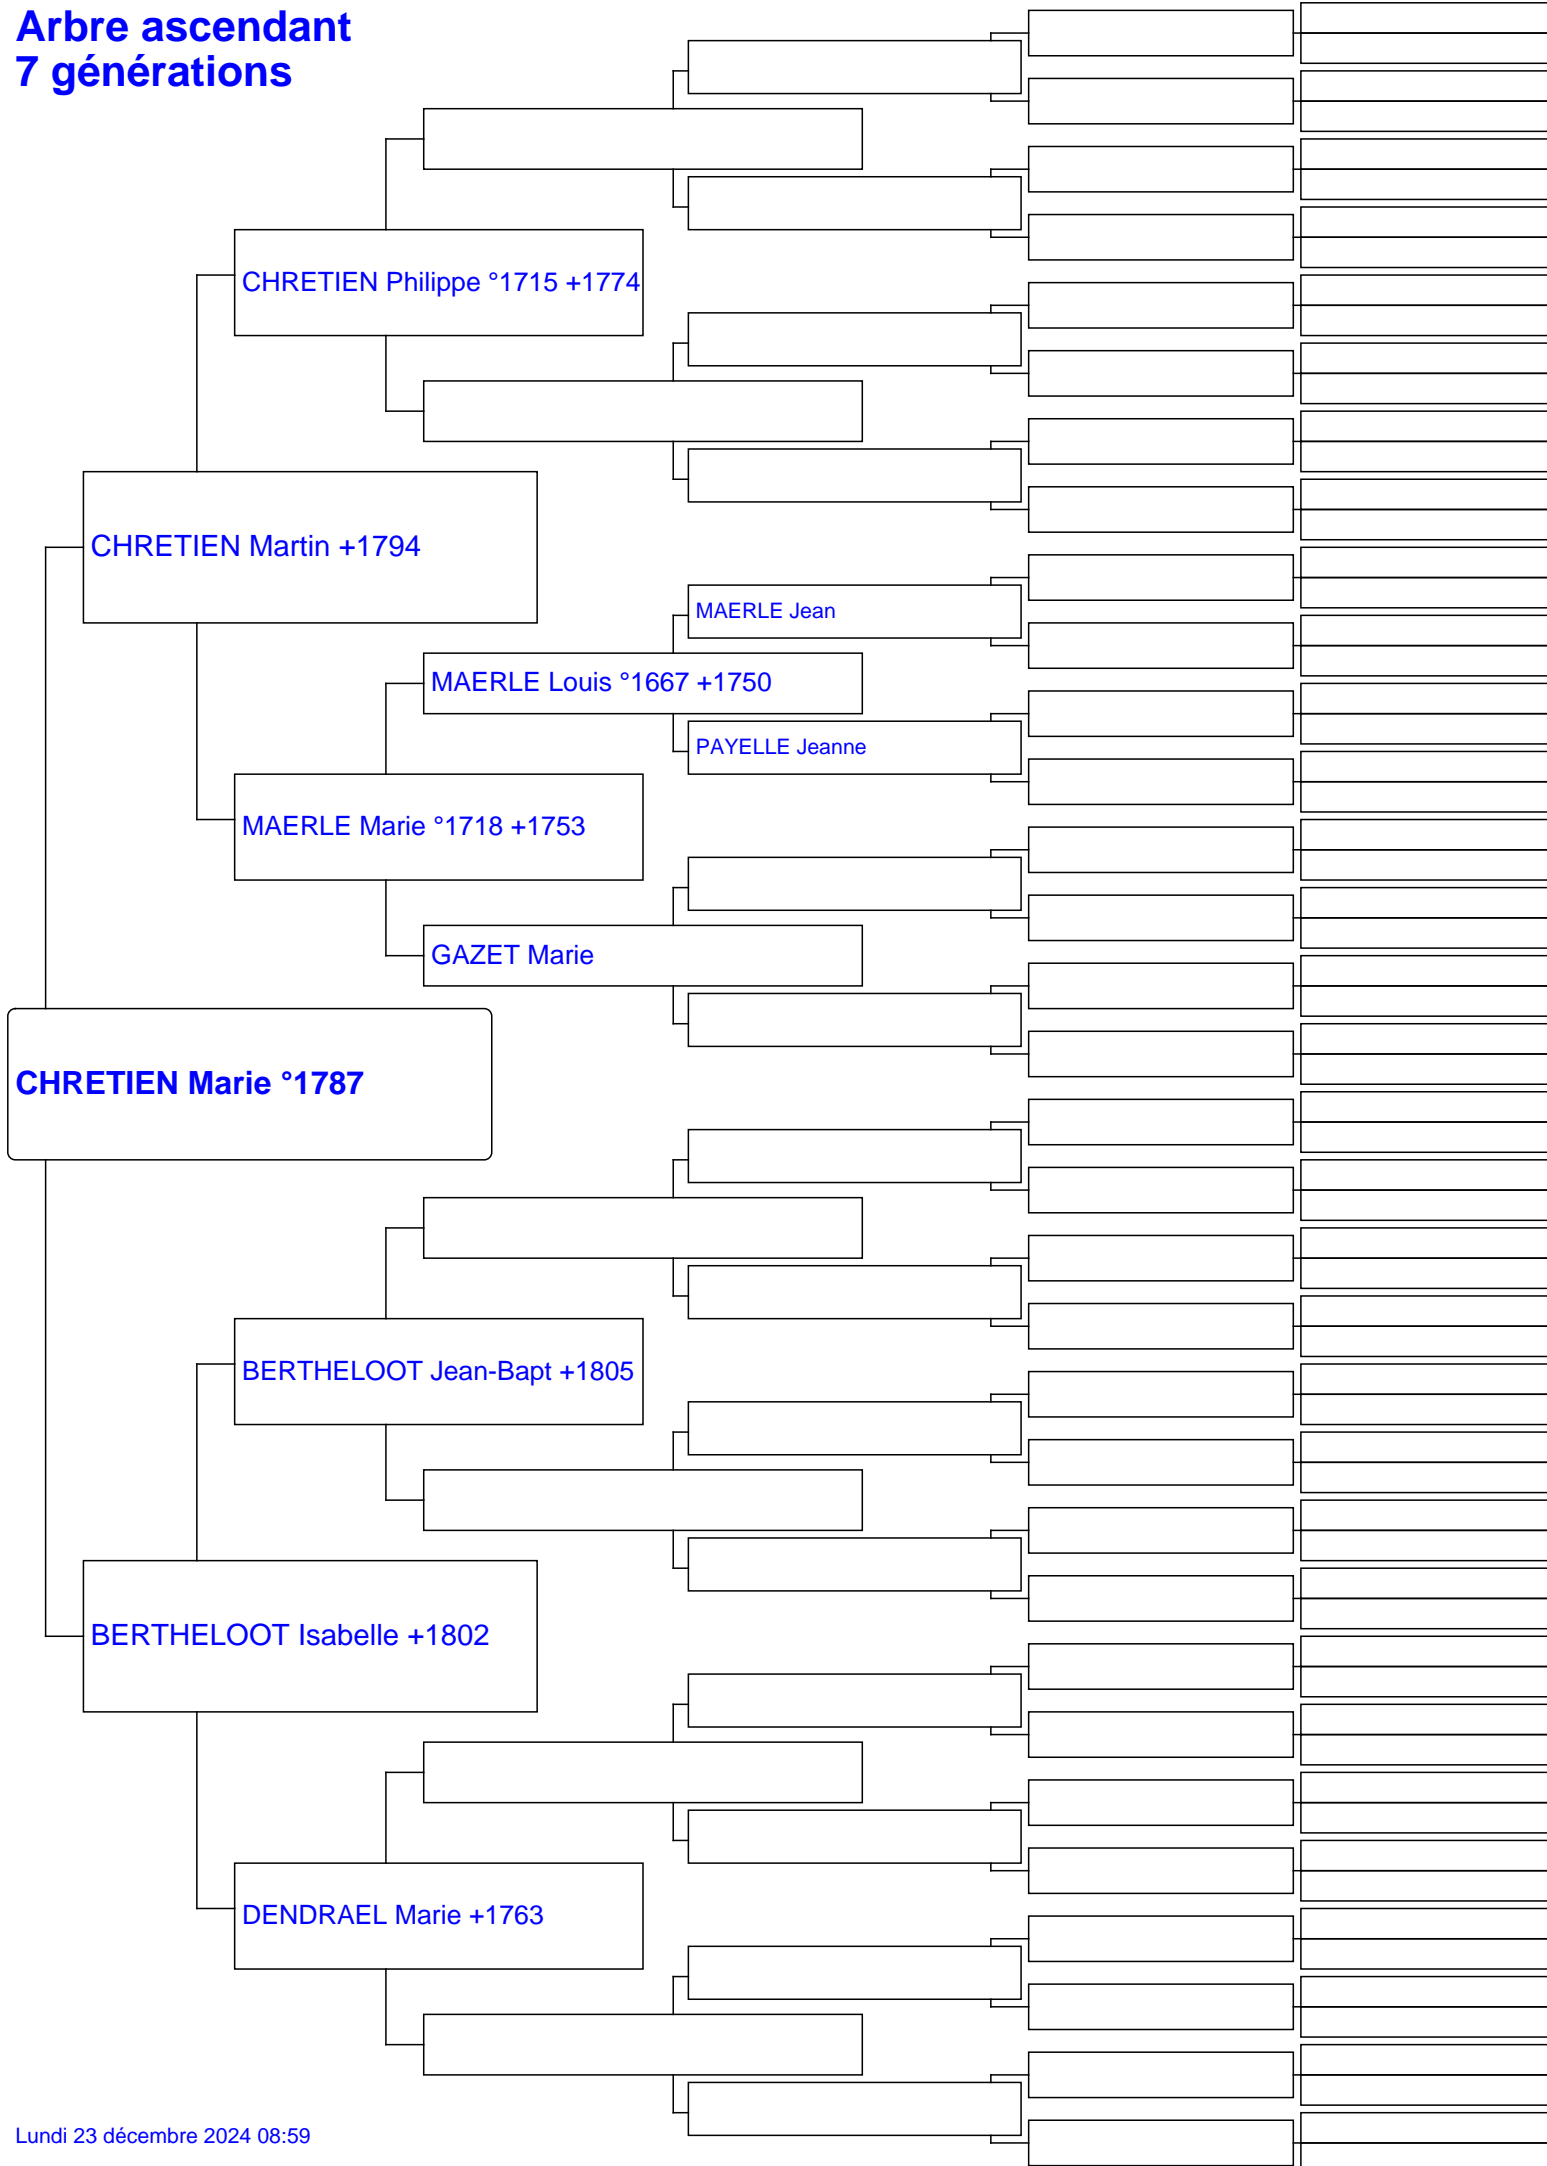 Arbre ascendant
7 générations
CHRETIEN Philippe °1715 +1774
CHRETIEN Martin +1794
MAERLE Jean
MAERLE Louis °1667 +1750
PAYELLE Jeanne
MAERLE Marie °1718 +1753
GAZET Marie
CHRETIEN Marie °1787
BERTHELOOT Jean-Bapt +1805
BERTHELOOT Isabelle +1802
DENDRAEL Marie +1763
Lundi 23 décembre 2024 08:59